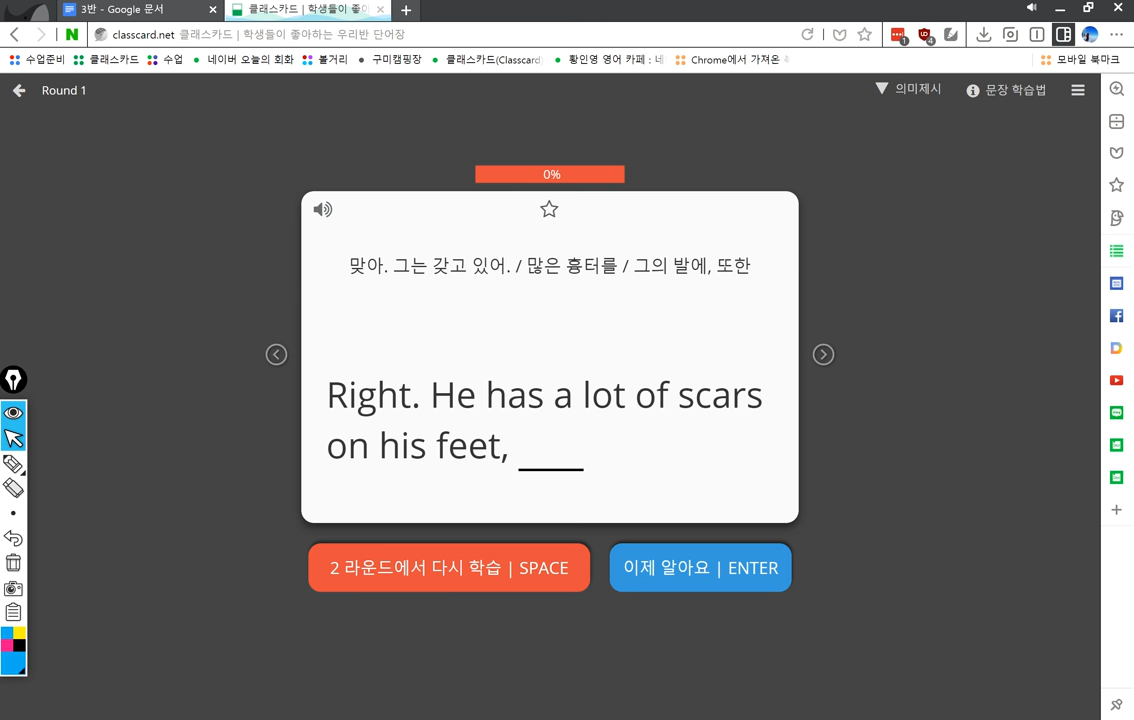 3반 - Google 문서
클래스카드 | 학생들이 좋아
classcard.net 클래스카드 | 학생들이 좋아하는 우리반 단어장
수업준비 클래스카드 수업 네이버 오늘의 회화 볼거리 구미캠핑장 클래스카드(Classcard) 황인영 영어 카페 : 네 Chrome에서 가져온 모바일 북마크
Round 1
의미제시
문장 학습법
0%
맞아. 그는 갖고 있어. / 많은 흉터를 / 그의 발에, 또한
Right. He has a lot of scars
on his feet, ____
2 라운드에서 다시 학습 | SPACE
이제 알아요 | ENTER